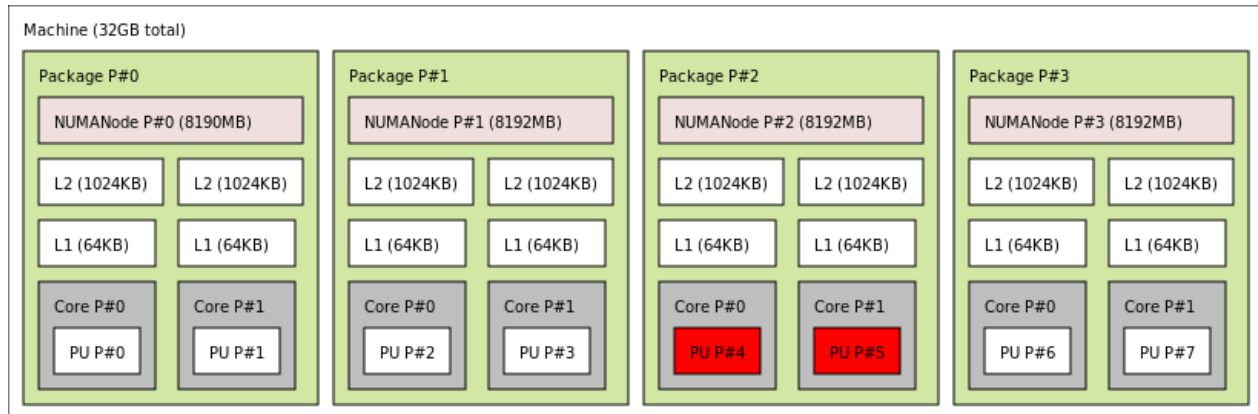 Machine (32GB total)
Package P#0
NUMANode P#0 (8190MB)
L2 (1024KB) L2 (1024KB)
L1 (64KB) L1 (64KB)
Core P#0 Core P#1
PU P#0 PU P#1
Package P#1
NUMANode P#1 (8192MB)
L2 (1024KB) L2 (1024KB)
L1 (64KB) L1 (64KB)
Core P#0 Core P#1
PU P#2 PU P#3
Package P#2
NUMANode P#2 (8192MB)
L2 (1024KB) L2 (1024KB)
L1 (64KB) L1 (64KB)
Core P#0 Core P#1
PU P#4 PU P#5
Package P#3
NUMANode P#3 (8192MB)
L2 (1024KB) L2 (1024KB)
L1 (64KB) L1 (64KB)
Core P#0 Core P#1
PU P#6 PU P#7